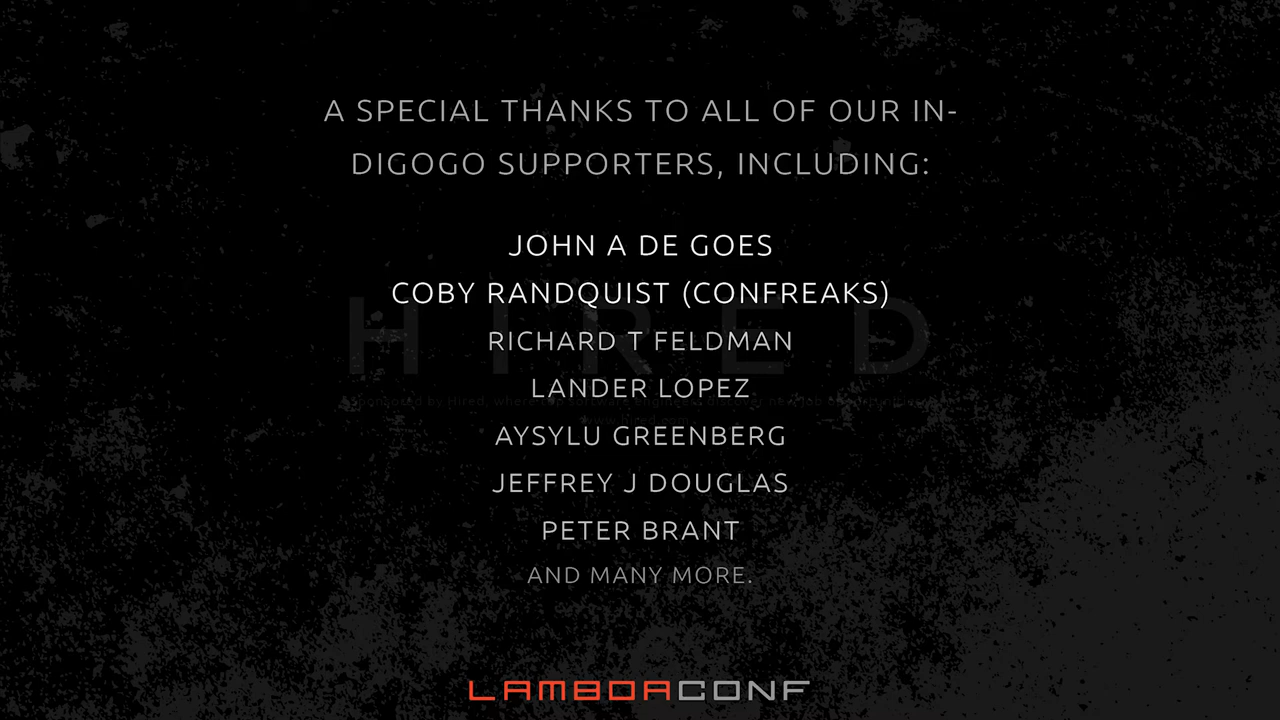 A SPECIAL THANKS TO ALL OF OUR IN-
DIGOGO SUPPORTERS, INCLUDING:
JOHN A DE GOES
COBY RANDQUIST (CONFREAKS)
HIRED
RICHARD T FELDMAN
LANDER LOPEZ
AYSYLU GREENBERG
JEFFREY J DOUGLAS
PETER BRANT
AND MANY MORE.
LAMBDACONF